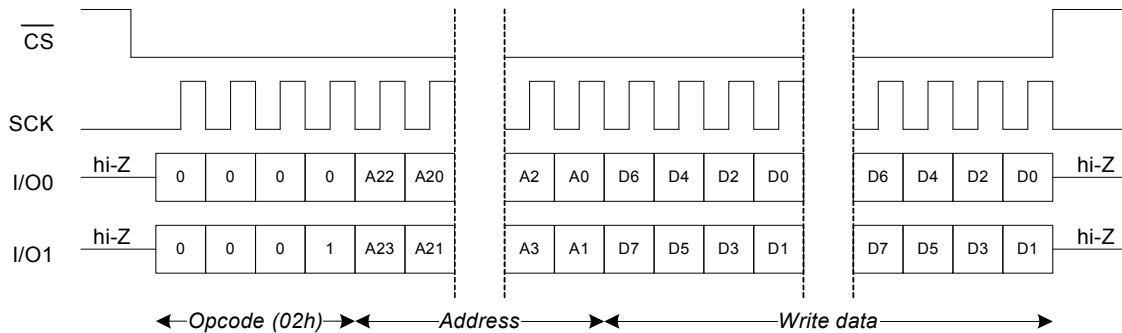 CS
SCK
hi-Z
I/O0 0 0 0 0 A22 A20 A2 A0 D6 D4 D2 D0 D6 D4 D2 D0 hi-Z
hi-Z
I/O1 0 0 0 1 A23 A21 A3 A1 D7 D5 D3 D1 D7 D5 D3 D1 hi-Z
Opcode (02h) Address Write data